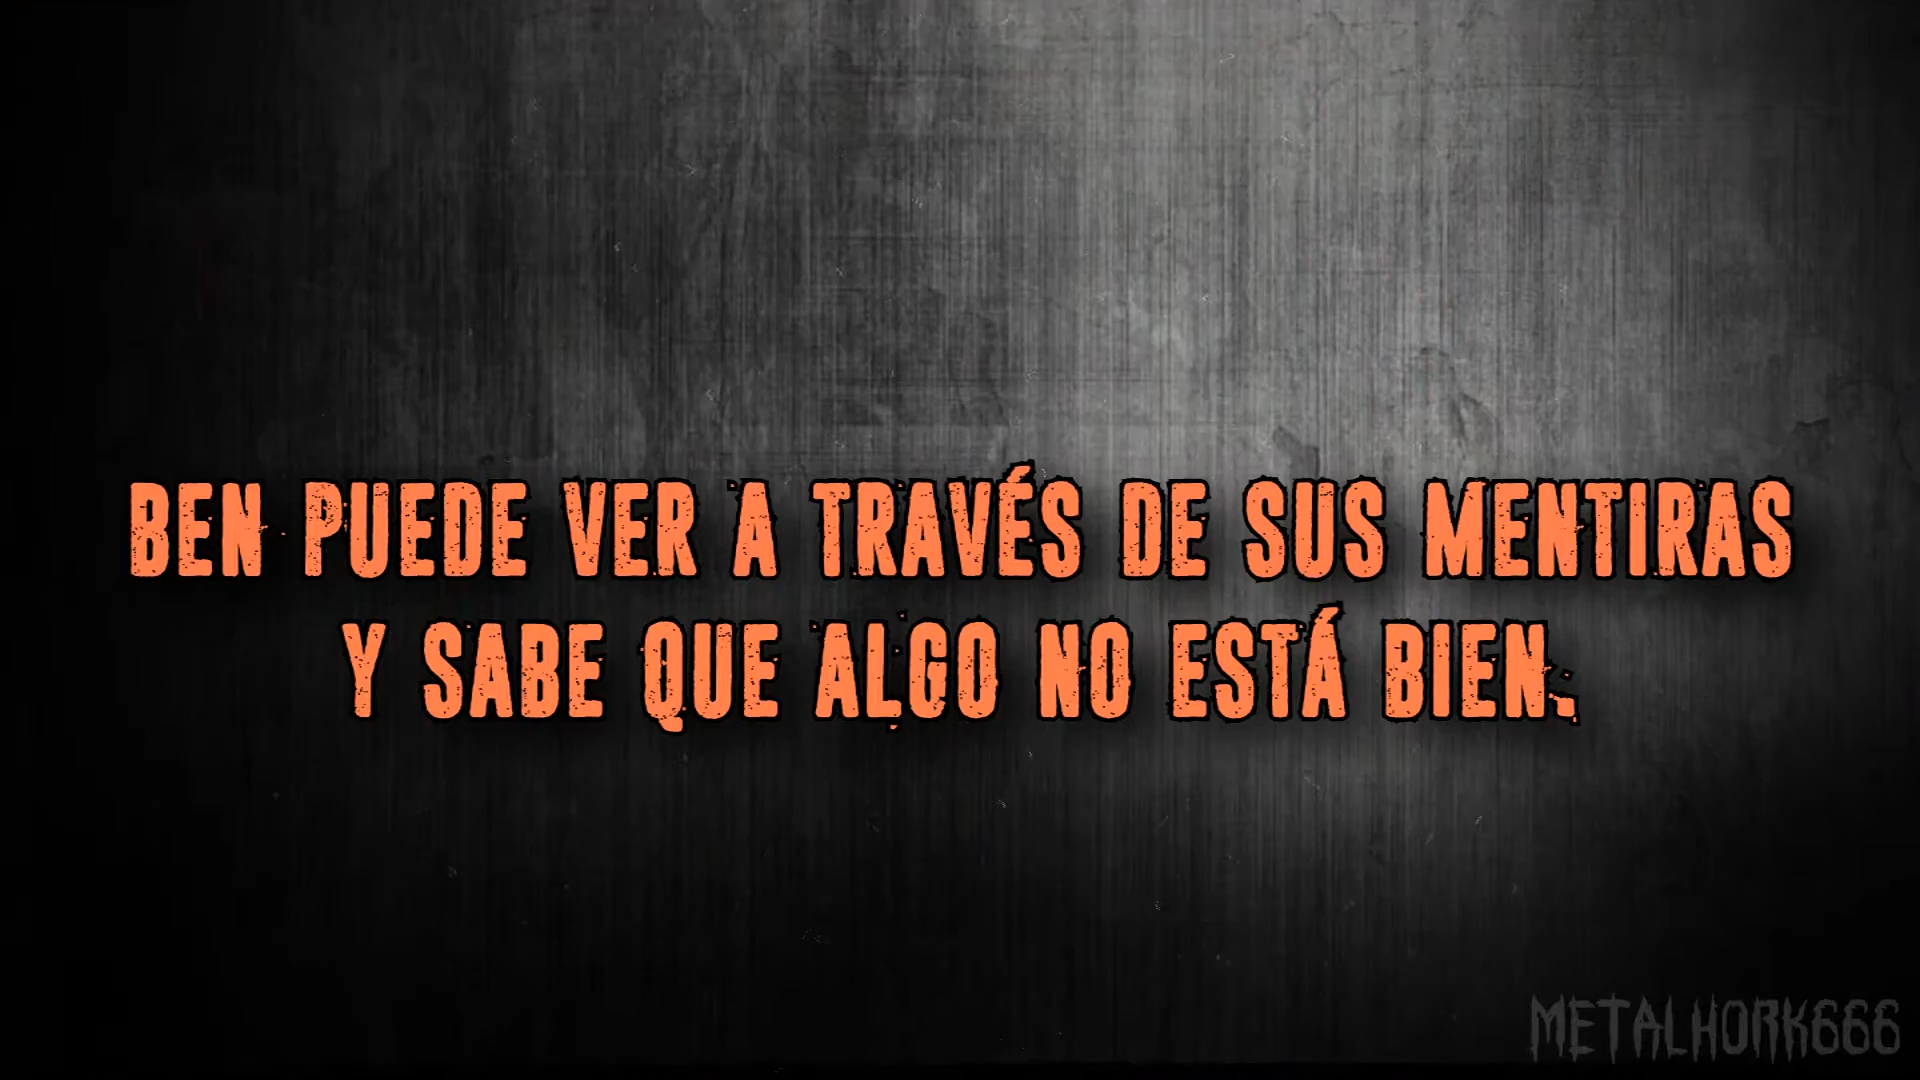 BEN PUEDE VER A TRAVÉS DE SUS MENTIRAS
Y SABE QUE ALGO NO ESTÁ BIEN.
METALHORK666